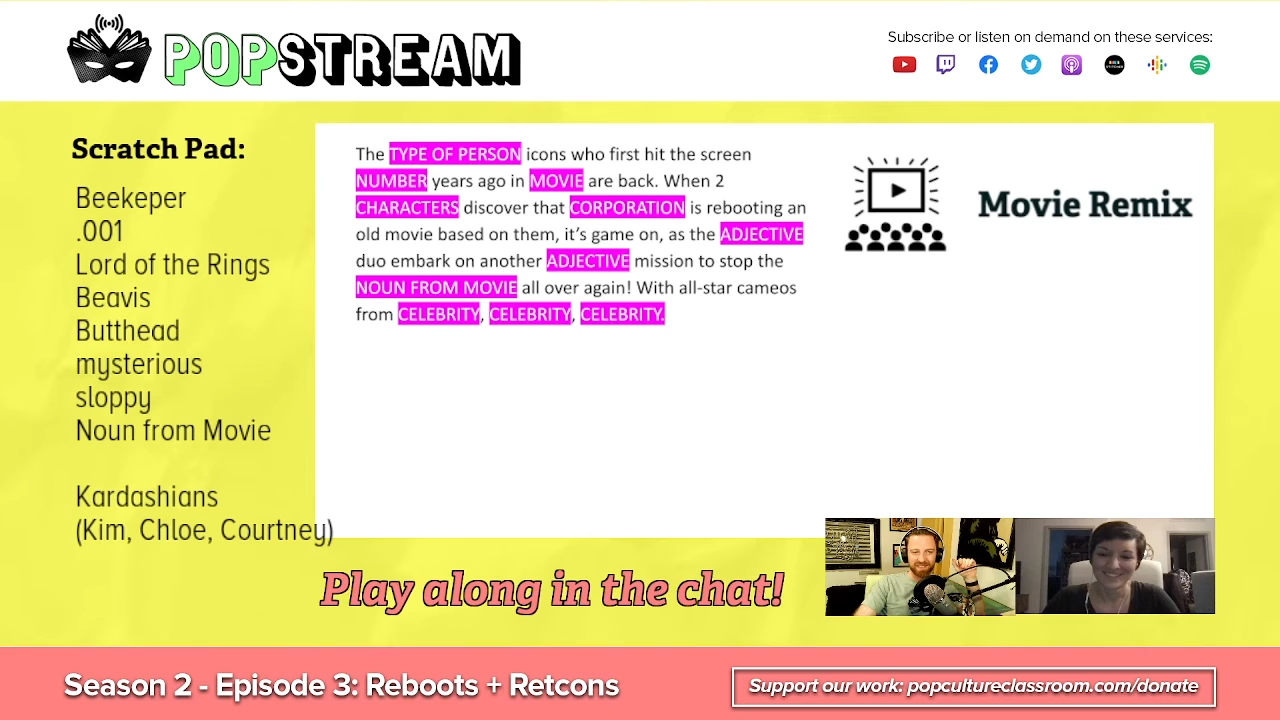 POPSTREAM
Subscribe or listen on demand on these services:
Scratch Pad:
Beekeper
.001
Lord of the Rings
Beavis
Butthead
mysterious
sloppy
Noun from Movie
Kardashians
(Kim, Chloe, Courtney)
The TYPE OF PERSON icons who first hit the screen
NUMBER years ago in MOVIE are back. When 2
CHARACTERS discover that CORPORATION is rebooting an
old movie based on them, it’s game on, as the ADJECTIVE
duo embark on another ADJECTIVE mission to stop the
NOUN FROM MOVIE all over again! With all-star cameos
from CELEBRITY, CELEBRITY, CELEBRITY.
Movie Remix
Play along in the chat!
Season 2 - Episode 3: Reboots + Retcons
Support our work: popcultureclassroom.com/donate